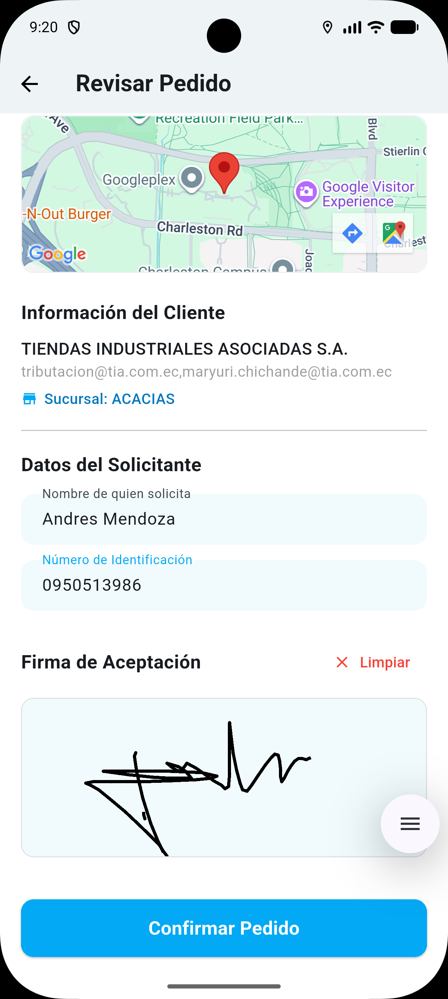 9:20
Revisar Pedido
Ave
Recreation Field Park...
Blvd
Stierlin
Googleplex
Google Visitor
Experience
-N-Out Burger
Charleston Rd
Google
Charleston Campus
Información del Cliente
TIENDAS INDUSTRIALES ASOCIADAS S.A.
tributacion@tia.com.ec,maryuri.chichande@tia.com.ec
Sucursal: ACACIAS
Datos del Solicitante
Nombre de quien solicita
Andres Mendoza
Número de Identificación
0950513986
Firma de Aceptación
Limpiar
Confirmar Pedido